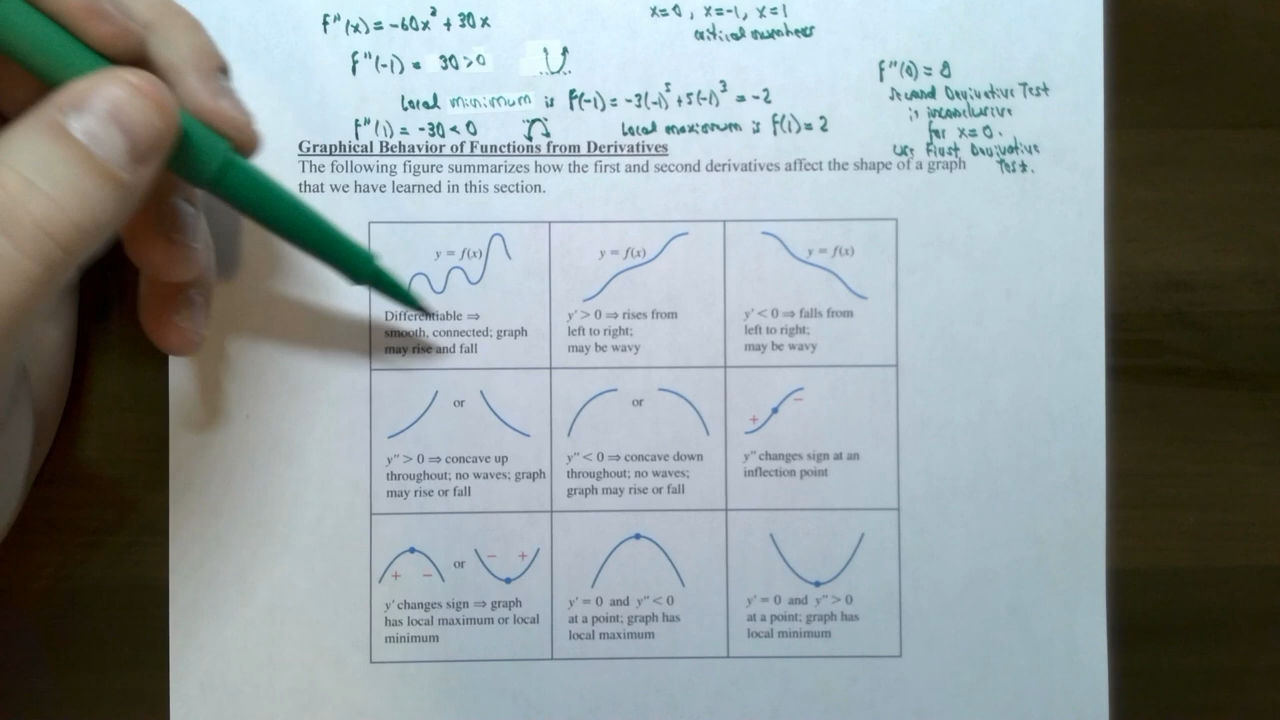 f"(x) = -60x² + 30x
x=0, x=-1, x=1
critical numbers
f"(-1) = 30 > 0
f"(0) = 0
Second Derivative Test
is inconclusive
for x=0.
Use First Derivative
Test.
Local minimum is f(-1) = -3(-1)⁵ + 5(-1)³ = -2
f"(1) = -30 < 0
Local maximum is f(1) = 2
Graphical Behavior of Functions from Derivatives
The following figure summarizes how the first and second derivatives affect the shape of a graph
that we have learned in this section.
y = f(x)
Differentiable ⇒
smooth, connected; graph
may rise and fall
y = f(x)
y' > 0 ⇒ rises from
left to right;
may be wavy
y = f(x)
y' < 0 ⇒ falls from
left to right;
may be wavy
or
y" > 0 ⇒ concave up
throughout; no waves; graph
may rise or fall
or
y" < 0 ⇒ concave down
throughout; no waves;
graph may rise or fall
+ −
y" changes sign at an
inflection point
+ − or − +
y' changes sign ⇒ graph
has local maximum or local
minimum
y' = 0 and y" < 0
at a point; graph has
local maximum
y' = 0 and y" > 0
at a point; graph has
local minimum